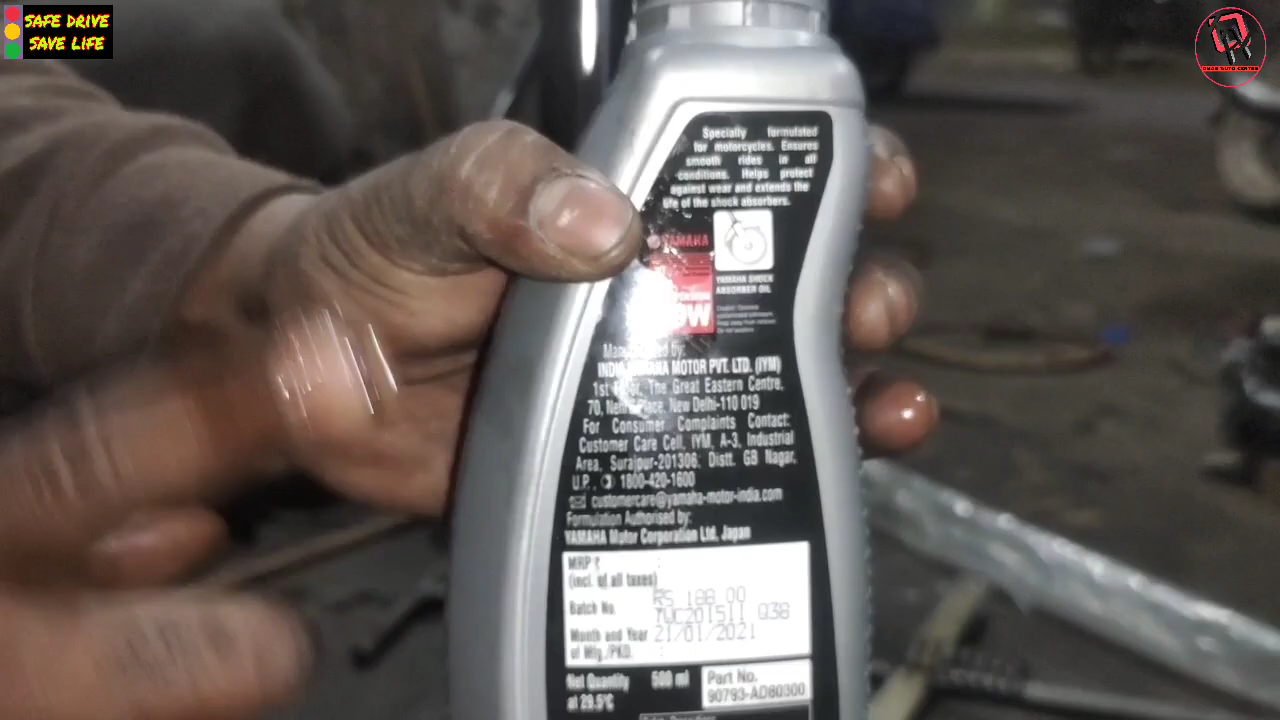 SAFE DRIVE
SAVE LIFE
Specially formulated
for motorcycles. Ensures
smooth rides in all
conditions. Helps protect
against wear and extends the
life of the shock absorbers.
YAMAHA
YAMAHA SHOCK
ABSORBER OIL
Manufactured by:
INDIA YAMAHA MOTOR PVT. LTD. (IYM)
1st Floor, The Great Eastern Centre,
70, Nehru Place, New Delhi-110 019
For Consumer Complaints Contact:
Customer Care Cell, IYM, A-3, Industrial
Area, Surajpur-201306, Distt. GB Nagar,
U.P. 1800-420-1600
customercare@yamaha-motor-india.com
Formulation Authorised by:
YAMAHA Motor Corporation Ltd, Japan
MRP ₹ :
(incl. of all taxes)
RS 188.00
Batch No.
Month and Year 21/01/2021
of Mfg./PKD. :
Net Quantity 500 ml
at 29.5°C
Part No.
90793-AD80300